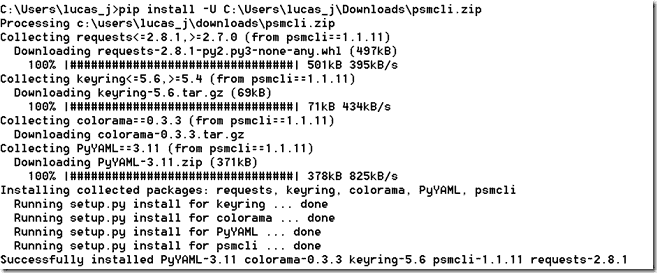 C:\Users\lucas_j>pip install -U C:\Users\lucas_j\Downloads\psmcli.zip
Processing c:\users\lucas_j\downloads\psmcli.zip
Collecting requests<=2.8.1,>=2.7.0 (from psmcli==1.1.11)
  Downloading requests-2.8.1-py2.py3-none-any.whl (497kB)
    100% |################################| 501kB 395kB/s
Collecting keyring<=5.6,>=5.4 (from psmcli==1.1.11)
  Downloading keyring-5.6.tar.gz (69kB)
    100% |################################| 71kB 434kB/s
Collecting colorama==0.3.3 (from psmcli==1.1.11)
  Downloading colorama-0.3.3.tar.gz
Collecting PyYAML==3.11 (from psmcli==1.1.11)
  Downloading PyYAML-3.11.zip (371kB)
    100% |################################| 378kB 825kB/s
Installing collected packages: requests, keyring, colorama, PyYAML, psmcli
  Running setup.py install for keyring ... done
  Running setup.py install for colorama ... done
  Running setup.py install for PyYAML ... done
  Running setup.py install for psmcli ... done
Successfully installed PyYAML-3.11 colorama-0.3.3 keyring-5.6 psmcli-1.1.11 requests-2.8.1